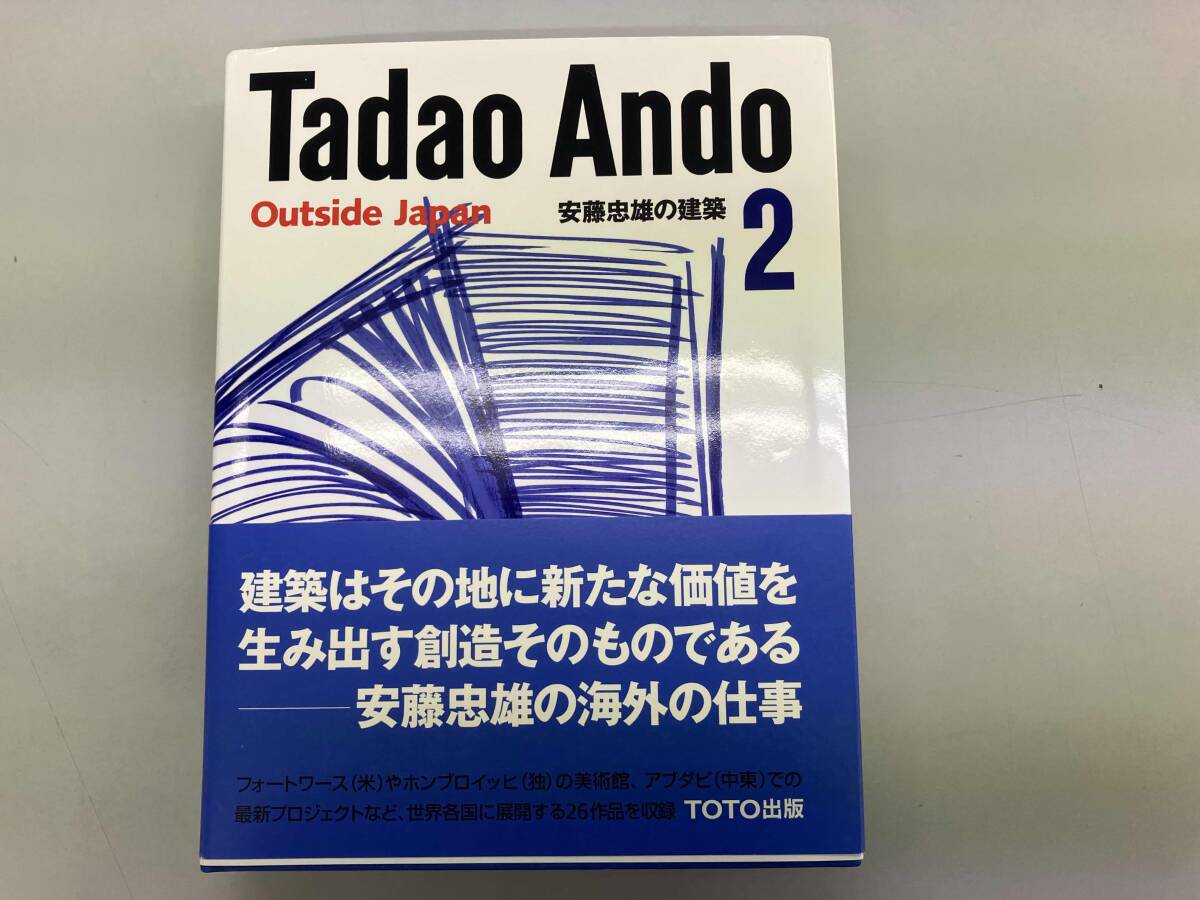 Tadao Ando
Outside Japan 安藤忠雄の建築 2
建築はその地に新たな価値を
生み出す創造そのものである
――安藤忠雄の海外の仕事
フォートワース(米)やホンブロイッヒ(独)の美術館、アブダビ(中東)での
最新プロジェクトなど、世界各国に展開する26作品を収録 TOTO出版